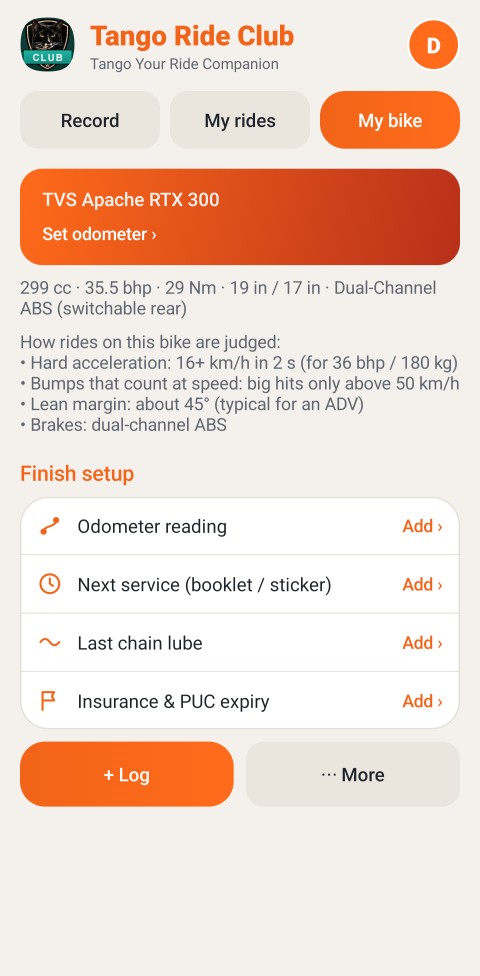 CLUB
Tango Ride Club
Tango Your Ride Companion
D
Record
My rides
My bike
TVS Apache RTX 300
Set odometer ›
299 cc · 35.5 bhp · 29 Nm · 19 in / 17 in · Dual-Channel
ABS (switchable rear)
How rides on this bike are judged:
• Hard acceleration: 16+ km/h in 2 s (for 36 bhp / 180 kg)
• Bumps that count at speed: big hits only above 50 km/h
• Lean margin: about 45° (typical for an ADV)
• Brakes: dual-channel ABS
Finish setup
Odometer reading Add ›
Next service (booklet / sticker) Add ›
Last chain lube Add ›
Insurance & PUC expiry Add ›
+ Log
··· More